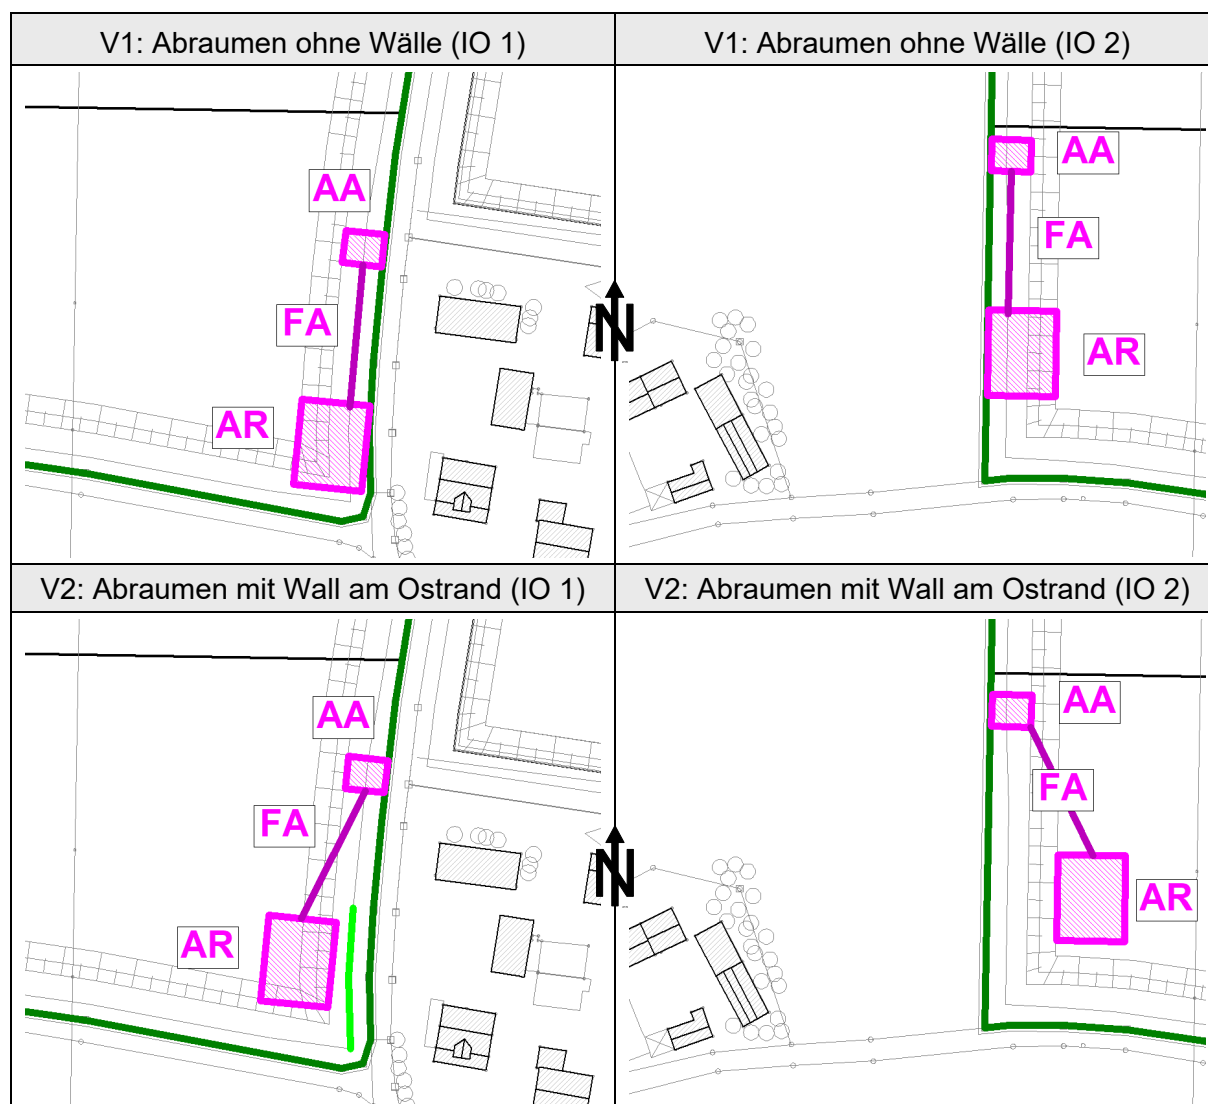 V1: Abraumen ohne Wälle (IO 1)
V1: Abraumen ohne Wälle (IO 2)
AA
FA
AR
N
AA
FA
AR
V2: Abraumen mit Wall am Ostrand (IO 1)
V2: Abraumen mit Wall am Ostrand (IO 2)
AA
FA
AR
N
AA
FA
AR